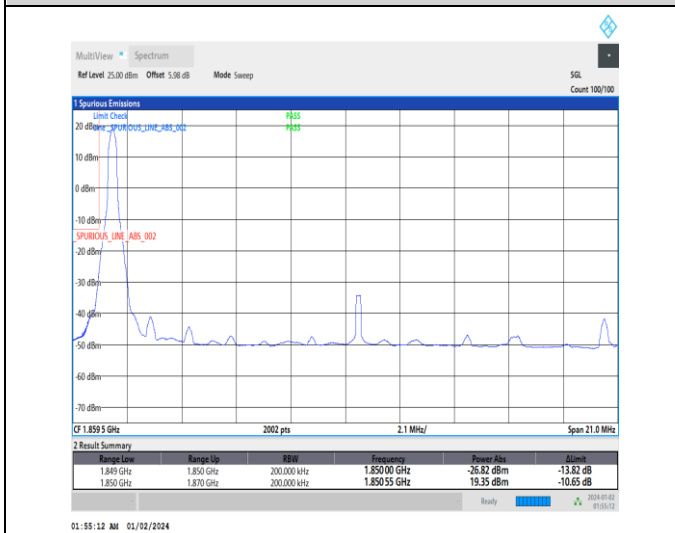 MultiView Spectrum
Ref Level 25.00 dBm Offset 5.98 dB Mode Sweep SGL
Count 100/100
1 Spurious Emissions
Limit Check PASS
20 dBm Line _SPURIOUS_LINE_ABS_002 PASS
10 dBm
0 dBm
-10 dBm
_SPURIOUS_LINE_ABS_002
-20 dBm
-30 dBm
-40 dBm
-50 dBm
-60 dBm
-70 dBm
CF 1.859 5 GHz 2002 pts 2.1 MHz/ Span 21.0 MHz
2 Result Summary
Range Low Range Up RBW Frequency Power Abs ΔLimit
1.849 GHz 1.850 GHz 200.000 kHz 1.85000 GHz -26.82 dBm -13.82 dB
1.850 GHz 1.870 GHz 200.000 kHz 1.85055 GHz 19.35 dBm -10.65 dB
Ready 2024-01-02
01:55:12
01:55:12 AM 01/02/2024